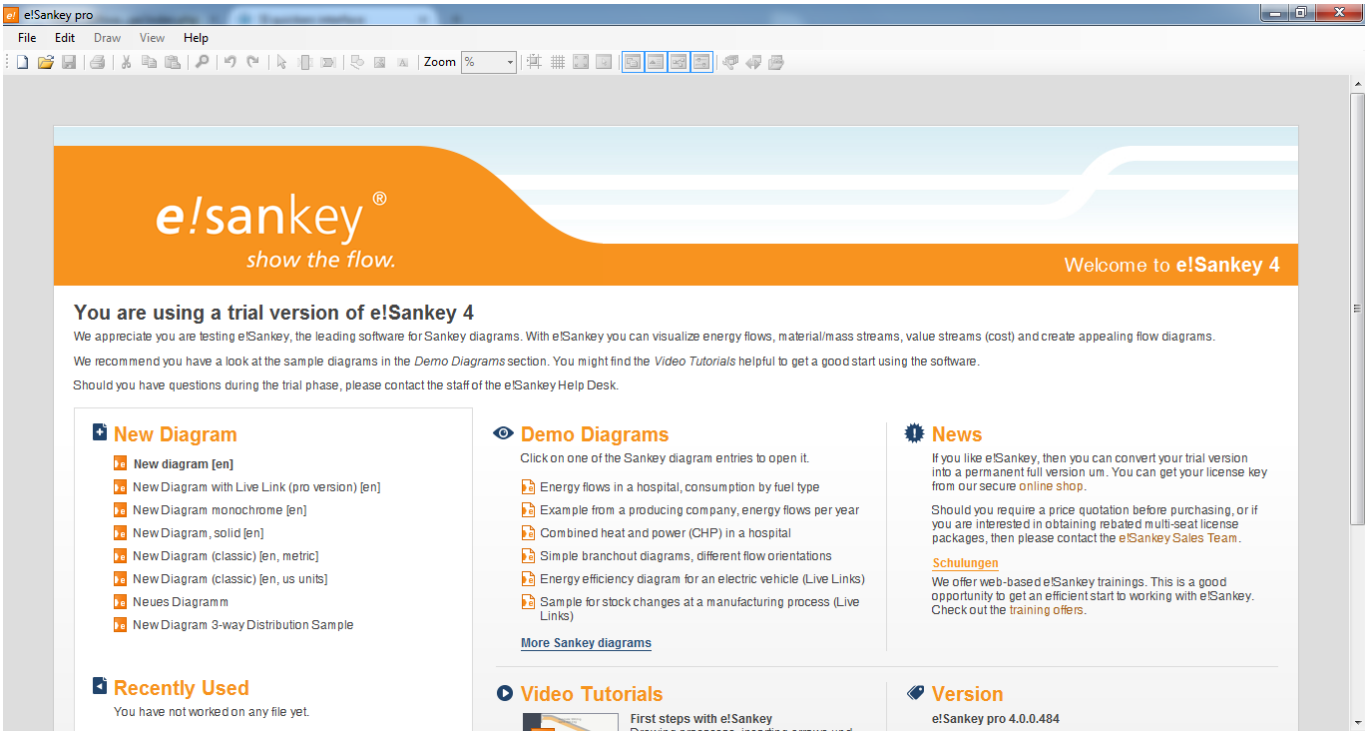 e!Sankey pro
File Edit Draw View Help
Zoom %
e!sankey®
show the flow.
Welcome to e!Sankey 4
You are using a trial version of e!Sankey 4
We appreciate you are testing e!Sankey, the leading software for Sankey diagrams. With e!Sankey you can visualize energy flows, material/mass streams, value streams (cost) and create appealing flow diagrams.
We recommend you have a look at the sample diagrams in the Demo Diagrams section. You might find the Video Tutorials helpful to get a good start using the software.
Should you have questions during the trial phase, please contact the staff of the e!Sankey Help Desk.
New Diagram
New diagram [en]
New Diagram with Live Link (pro version) [en]
New Diagram monochrome [en]
New Diagram, solid [en]
New Diagram (classic) [en, metric]
New Diagram (classic) [en, us units]
Neues Diagramm
New Diagram 3-way Distribution Sample
Recently Used
You have not worked on any file yet.
Demo Diagrams
Click on one of the Sankey diagram entries to open it.
Energy flows in a hospital, consumption by fuel type
Example from a producing company, energy flows per year
Combined heat and power (CHP) in a hospital
Simple branchout diagrams, different flow orientations
Energy efficiency diagram for an electric vehicle (Live Links)
Sample for stock changes at a manufacturing process (Live
Links)
More Sankey diagrams
Video Tutorials
First steps with e!Sankey
Drawing processes, inserting arrows und
News
If you like e!Sankey, then you can convert your trial version
into a permanent full version um. You can get your license key
from our secure online shop.
Should you require a price quotation before purchasing, or if
you are interested in obtaining rebated multi-seat license
packages, then please contact the e!Sankey Sales Team.
Schulungen
We offer web-based e!Sankey trainings. This is a good
opportunity to get an efficient start to working with e!Sankey.
Check out the training offers.
Version
e!Sankey pro 4.0.0.484